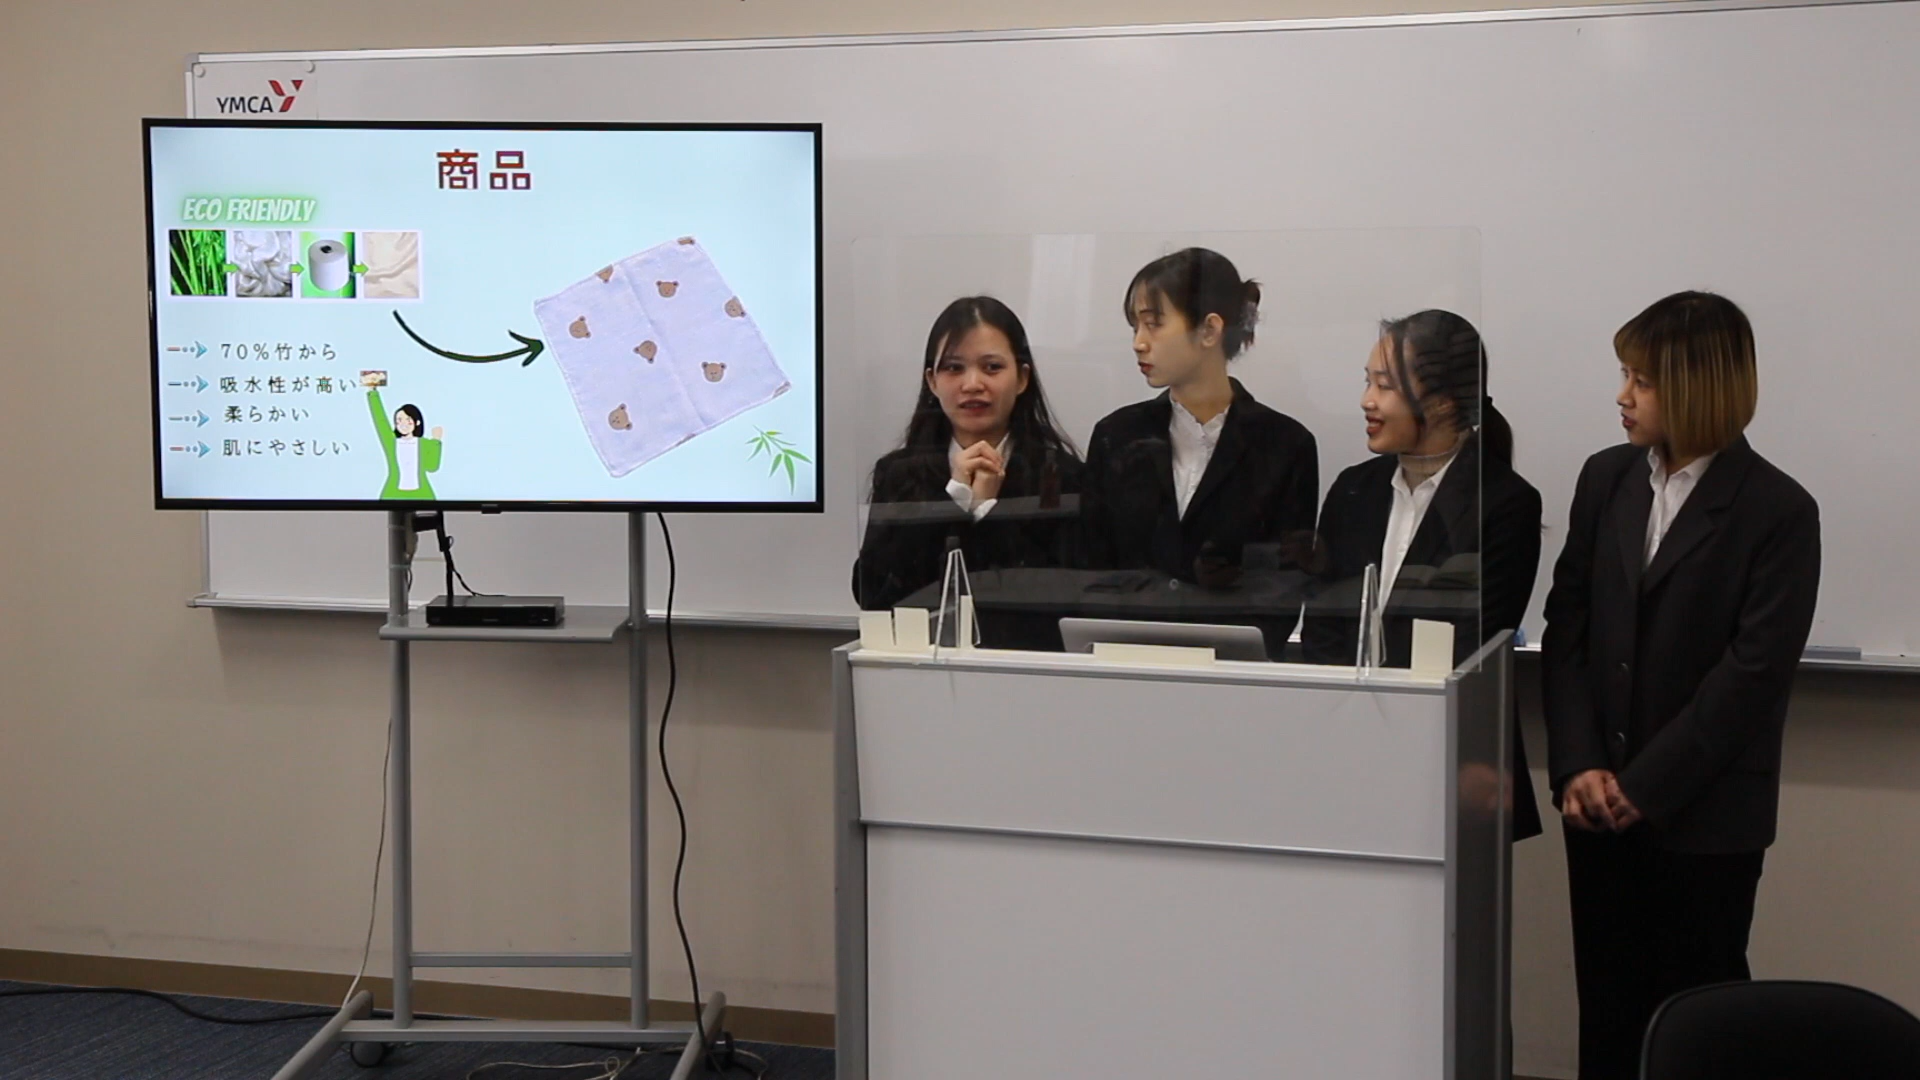 YMCA
商品
ECO FRIENDLY
70%竹から
吸水性が高い
柔らかい
肌にやさしい